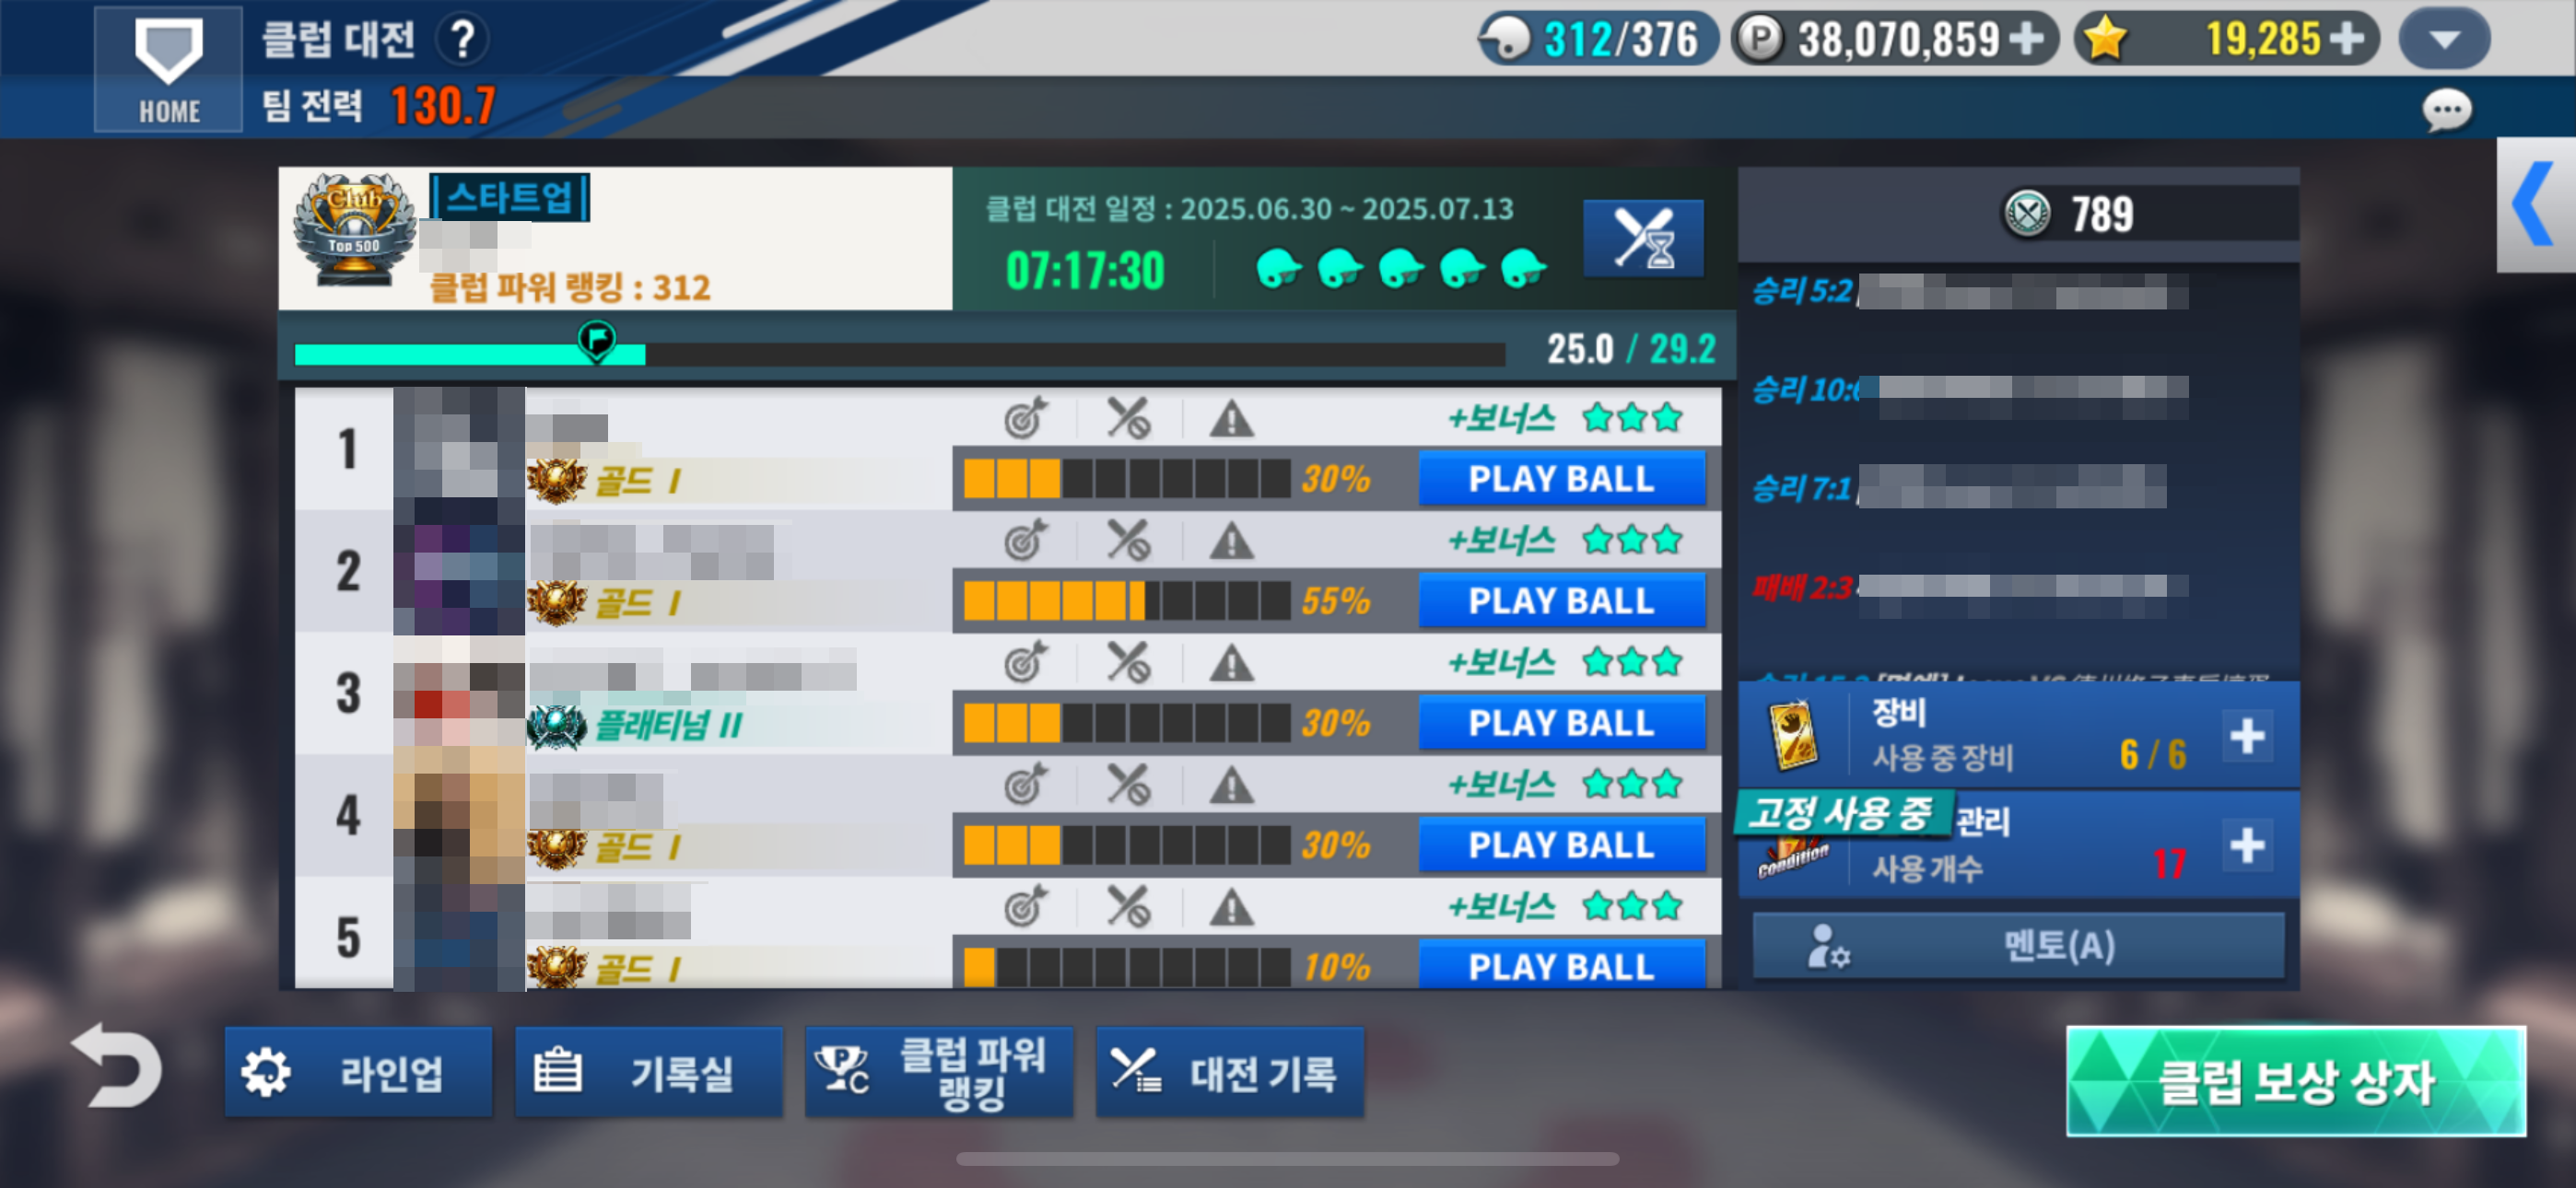 클럽 대전 ?
312/376
P 38,070,859
19,285
HOME
팀 전력 130.7
Club
Top 500
스타트업
클럽 파워 랭킹 : 312
클럽 대전 일정 : 2025.06.30 ~ 2025.07.13
07:17:30
789
25.0 / 29.2
1
골드 I
+보너스
30%
PLAY BALL
2
골드 I
+보너스
55%
PLAY BALL
3
플래티넘 II
+보너스
30%
PLAY BALL
4
골드 I
+보너스
30%
PLAY BALL
5
골드 I
+보너스
10%
PLAY BALL
승리 5:2
승리 10:
승리 7:1
패배 2:3
장비
사용 중 장비 6 / 6
고정 사용 중
관리
Condition
사용 개수 17
멘토(A)
라인업
기록실
클럽 파워
랭킹
대전 기록
클럽 보상 상자